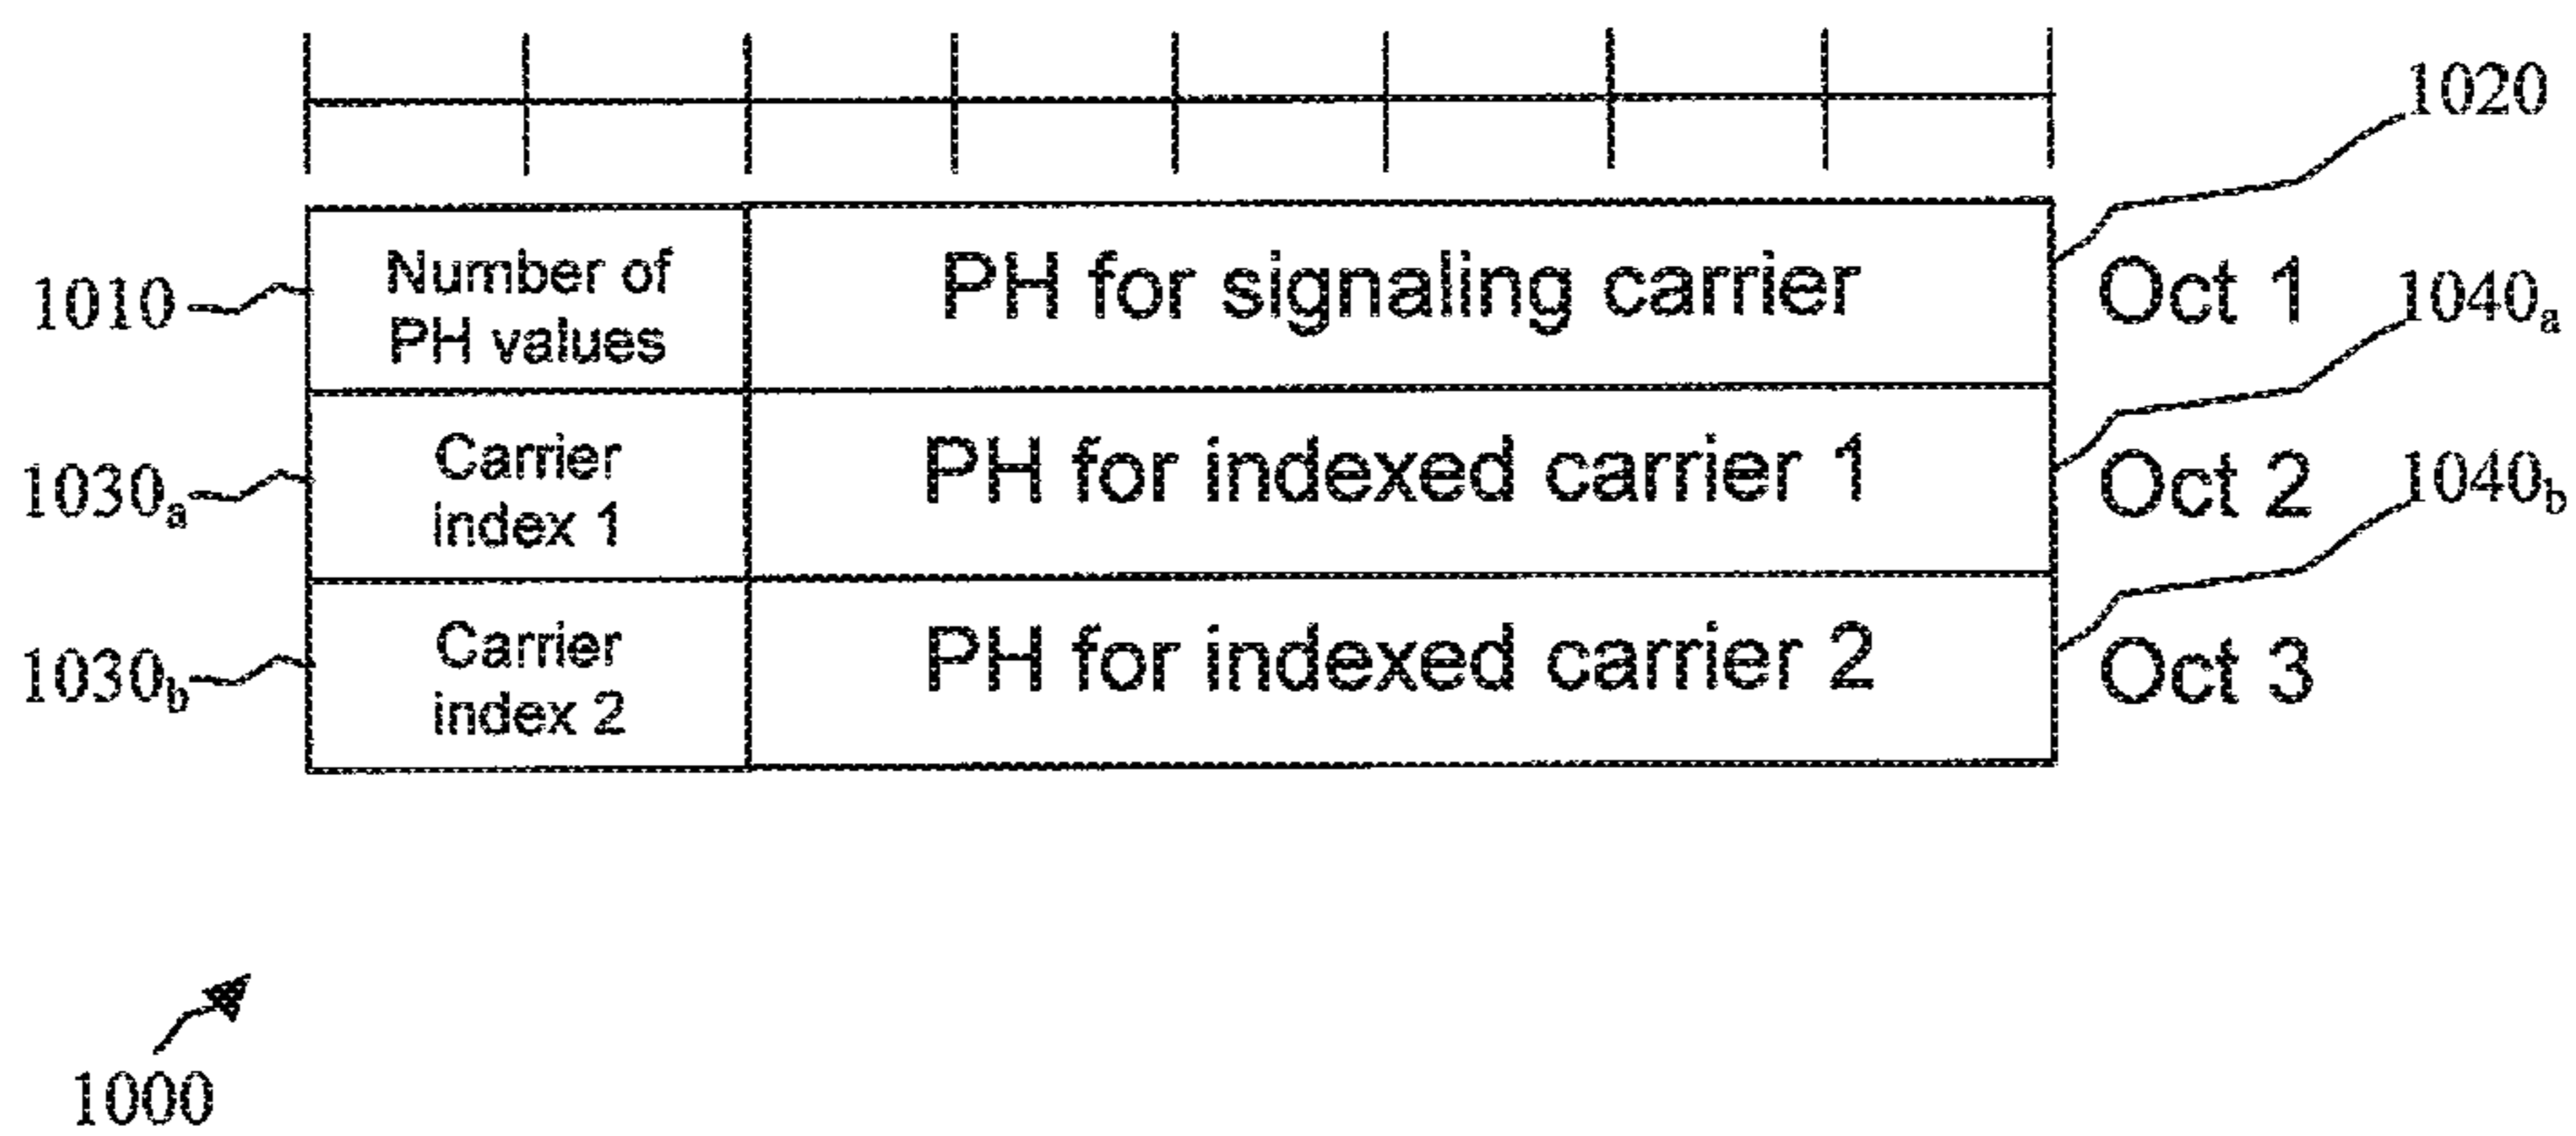 1020
Number of
PH values
PH for signaling carrier
Oct 1
1010
1040a
Carrier
index 1
PH for indexed carrier 1
Oct 2
1030a
1040b
Carrier
index 2
PH for indexed carrier 2
Oct 3
1030b
1000